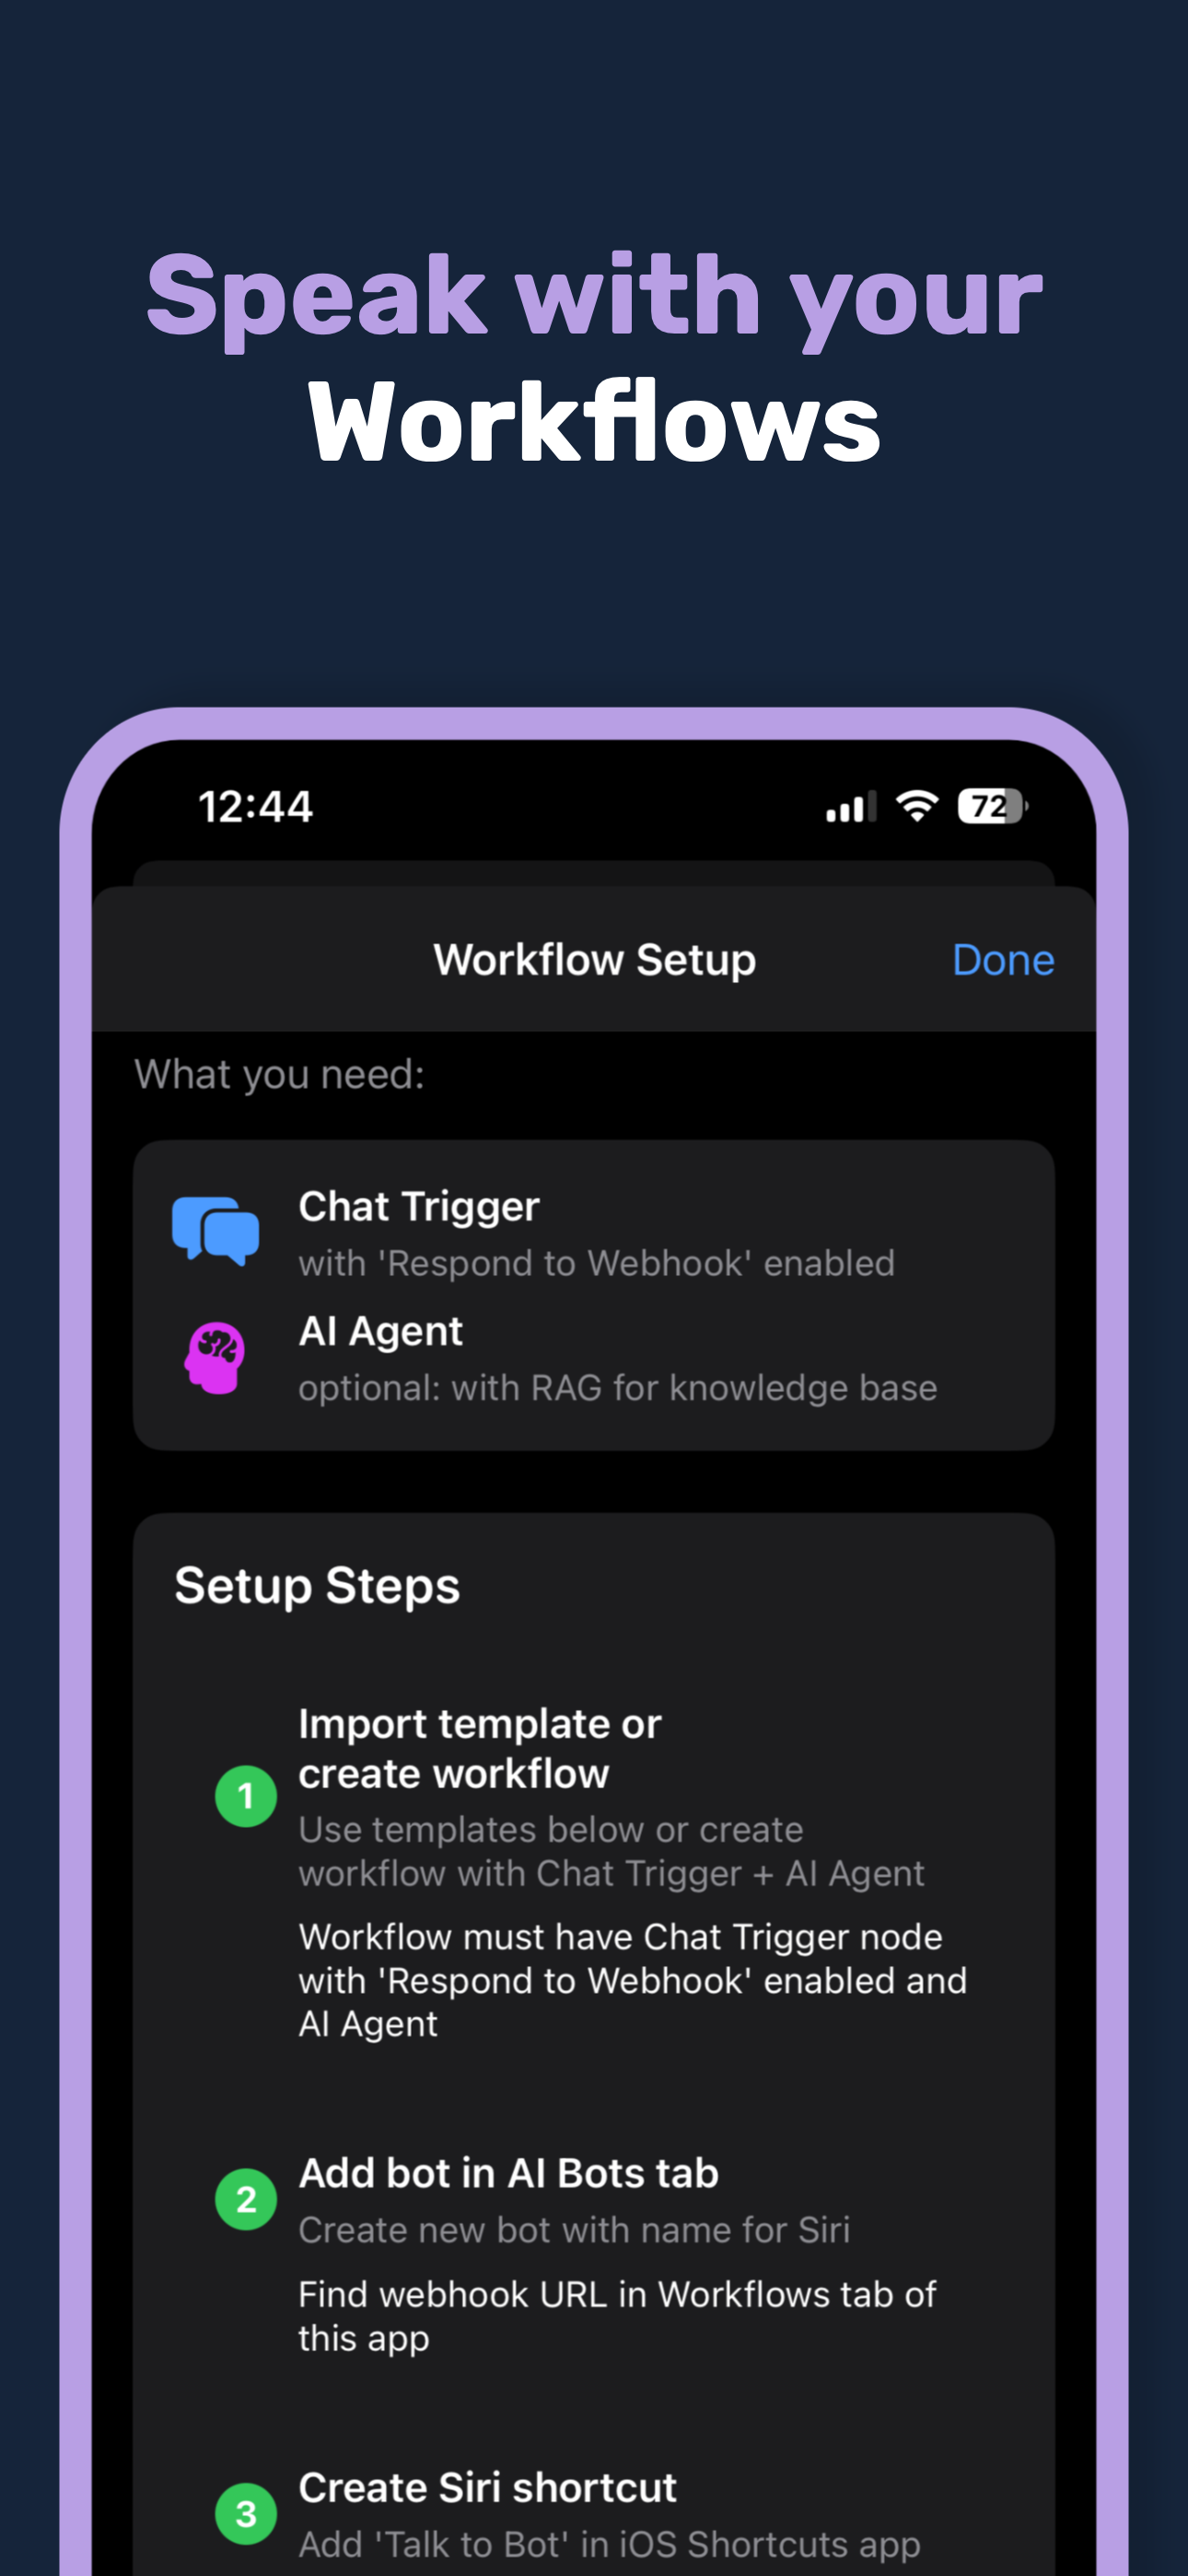 Speak with your
Workflows
12:44
72
Workflow Setup
Done
What you need:
Chat Trigger
with 'Respond to Webhook' enabled
AI Agent
optional: with RAG for knowledge base
Setup Steps
1
Import template or
create workflow
Use templates below or create
workflow with Chat Trigger + AI Agent
Workflow must have Chat Trigger node
with 'Respond to Webhook' enabled and
AI Agent
2
Add bot in AI Bots tab
Create new bot with name for Siri
Find webhook URL in Workflows tab of
this app
3
Create Siri shortcut
Add 'Talk to Bot' in iOS Shortcuts app